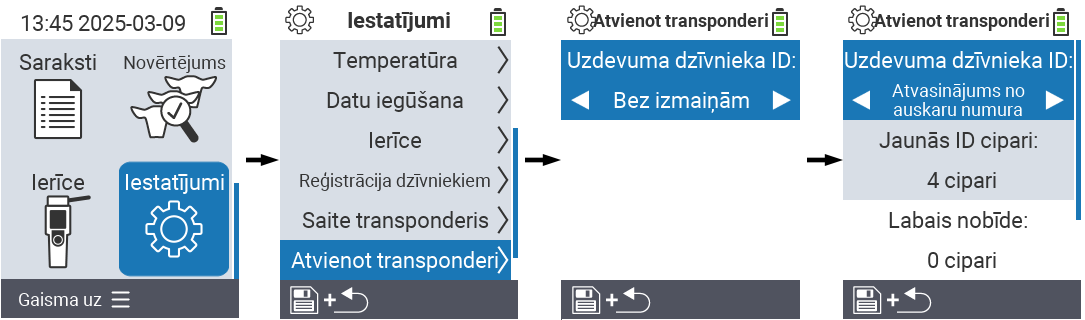 13:45 2025-03-09
Saraksti
Novērtējums
Ierīce
Iestatījumi
Gaisma uz
Iestatījumi
Temperatūra
Datu iegūšana
Ierīce
Reģistrācija dzīvniekiem
Saite transponderis
Atvienot transponderi
+
Atvienot transponderi
Uzdevuma dzīvnieka ID:
Bez izmaiņām
+
Atvienot transponderi
Uzdevuma dzīvnieka ID:
Atvasinājums no
auskaru numura
Jaunās ID cipari:
4 cipari
Labais nobīde:
0 cipari
+